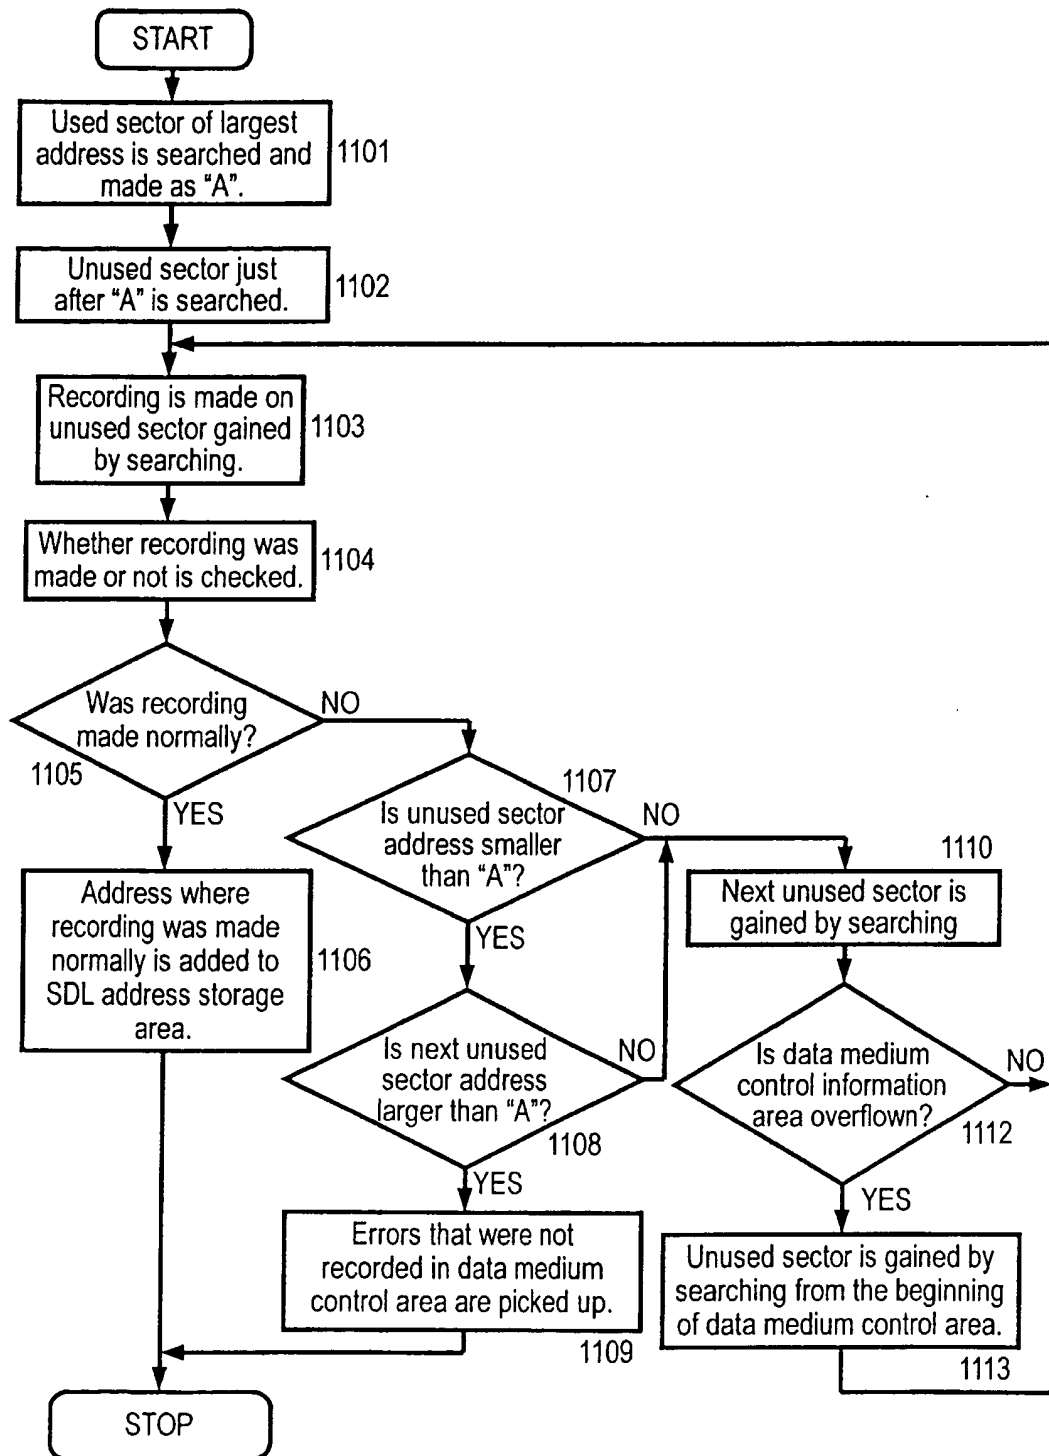 START
Used sector of largest
address is searched and
made as “A”.
1101
Unused sector just
after “A” is searched.
1102
Recording is made on
unused sector gained
by searching.
1103
Whether recording was
made or not is checked.
1104
Was recording
made normally?
NO
1105
YES
1107
Is unused sector
address smaller
than “A”?
NO
YES
Address where
recording was made
normally is added to
SDL address storage
area.
1106
1110
Next unused sector is
gained by searching
Is next unused
sector address
larger than “A”?
NO
1108
YES
Is data medium
control information
area overflown?
NO
1112
YES
Errors that were not
recorded in data medium
control area are picked up.
1109
Unused sector is gained by
searching from the beginning
of data medium control area.
1113
STOP